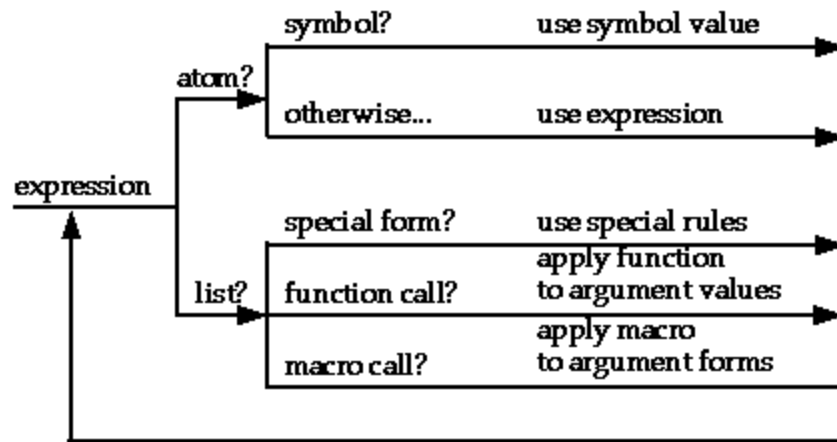 symbol? use symbol value
atom?
otherwise... use expression
expression
special form? use special rules
apply function
list? function call? to argument values
apply macro
macro call? to argument forms